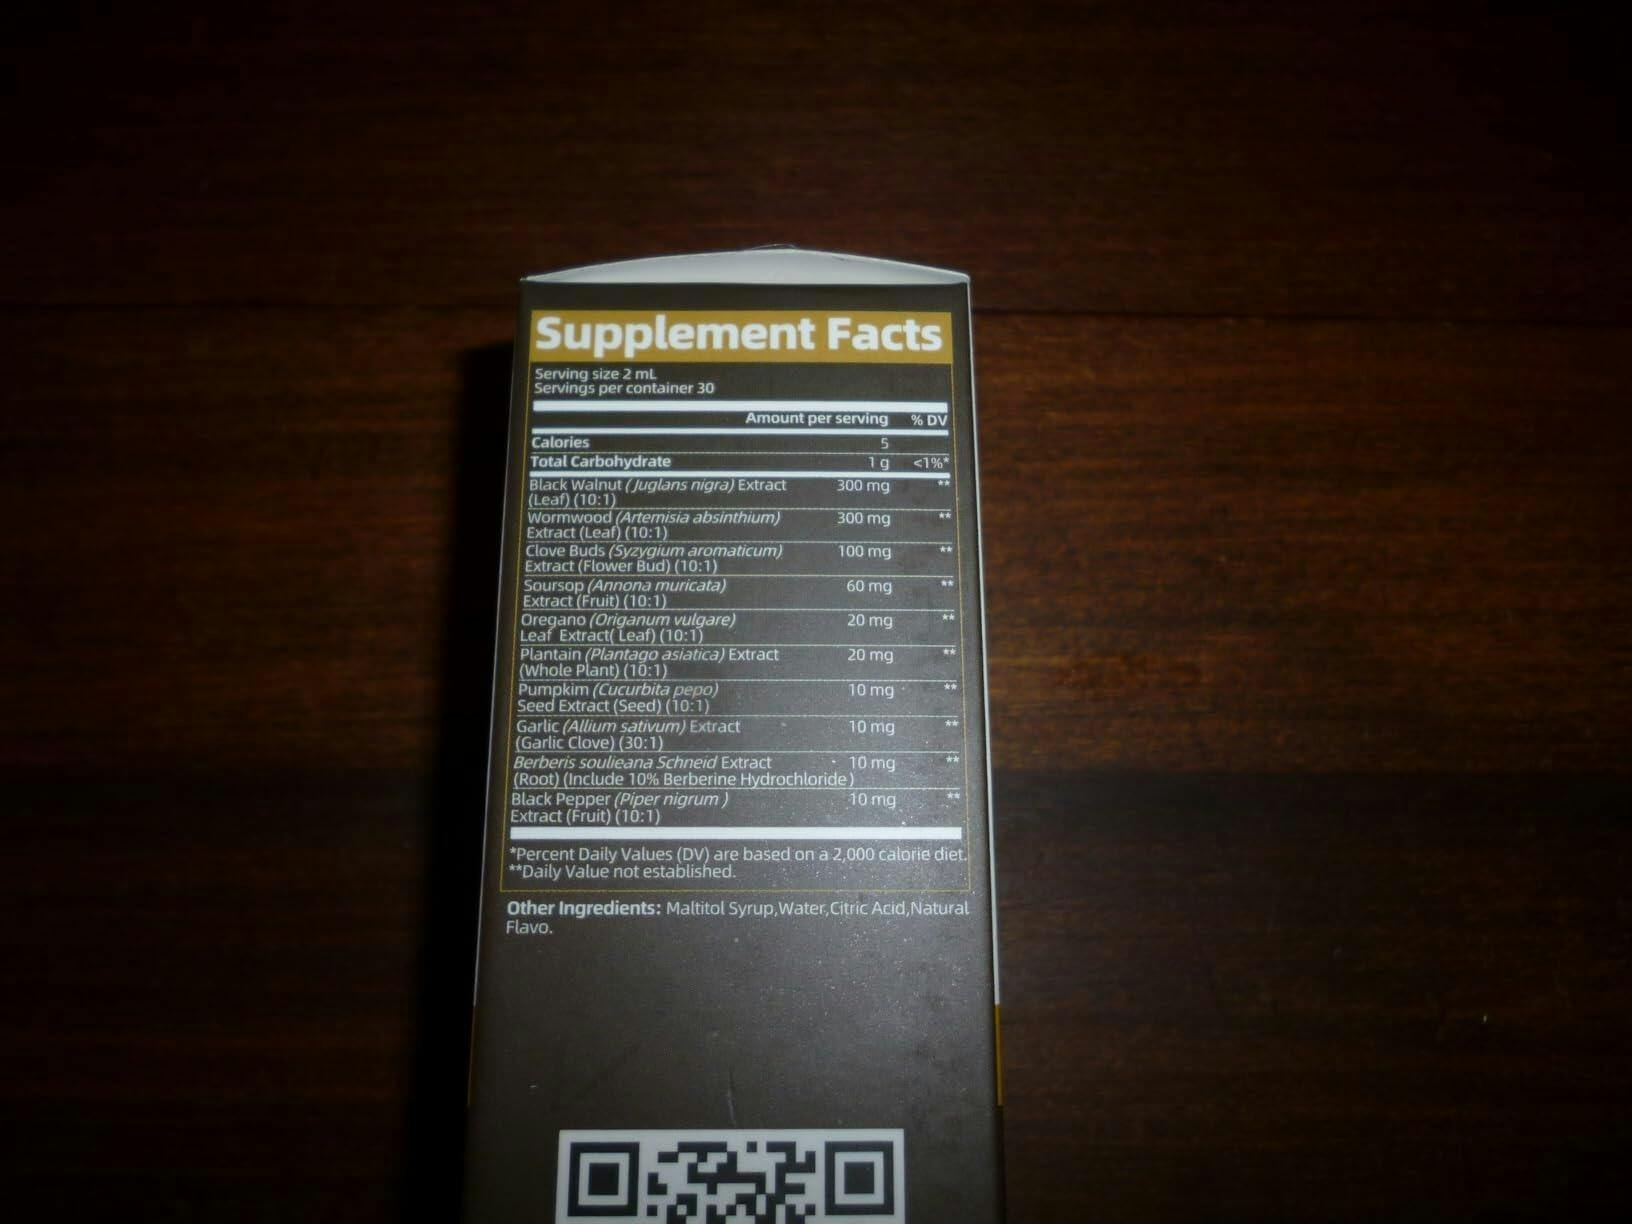 Supplement Facts
Serving size 2 mL
Servings per container 30
Amount per serving % DV
Calories 5
Total Carbohydrate 1 g <1%*
Black Walnut (Juglans nigra) Extract 300 mg **
(Leaf) (10:1)
Wormwood (Artemisia absinthium) 300 mg **
Extract (Leaf) (10:1)
Clove Buds (Syzygium aromaticum) 100 mg **
Extract (Flower Bud) (10:1)
Soursop (Annona muricata) 60 mg **
Extract (Fruit) (10:1)
Oregano (Origanum vulgare) 20 mg **
Leaf Extract( Leaf) (10:1)
Plantain (Plantago asiatica) Extract 20 mg **
(Whole Plant) (10:1)
Pumpkim (Cucurbita pepo) 10 mg **
Seed Extract (Seed) (10:1)
Garlic (Allium sativum) Extract 10 mg **
(Garlic Clove) (30:1)
Berberis soulieana Schneid Extract 10 mg **
(Root) (Include 10% Berberine Hydrochloride )
Black Pepper (Piper nigrum ) 10 mg **
Extract (Fruit) (10:1)
*Percent Daily Values (DV) are based on a 2,000 calorie diet.
**Daily Value not established.
Other Ingredients: Maltitol Syrup,Water,Citric Acid,Natural
Flavo.